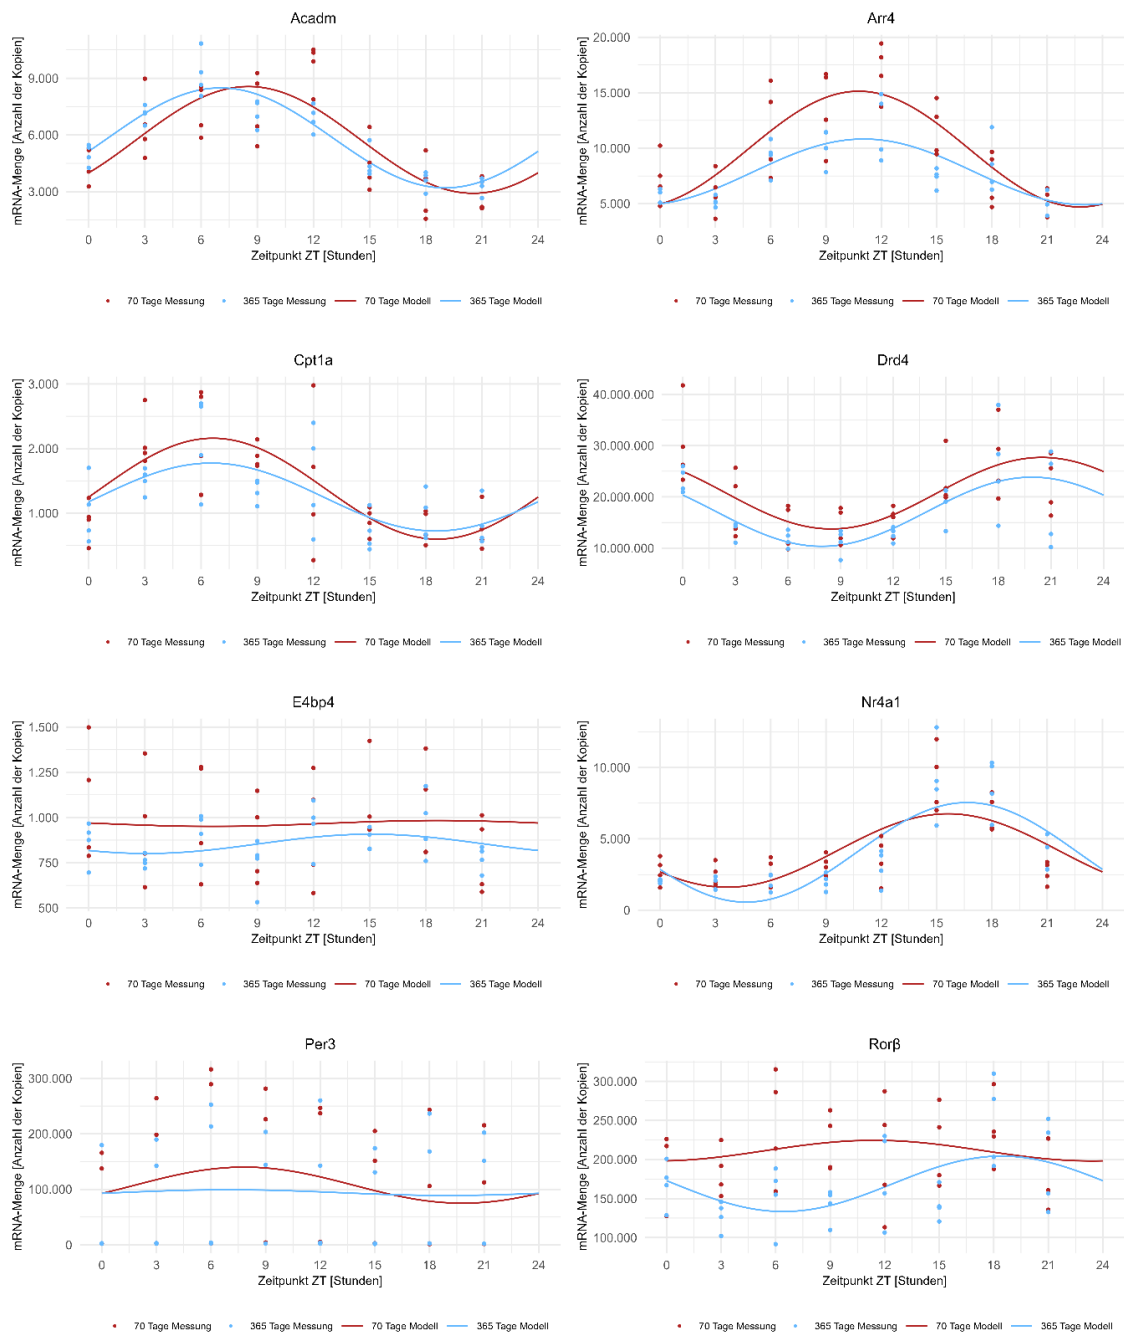 Acadm
mRNA-Menge [Anzahl der Kopien]
9.000
6.000
3.000
0 3 6 9 12 15 18 21 24
Zeitpunkt ZT [Stunden]
70 Tage Messung 365 Tage Messung 70 Tage Modell 365 Tage Modell
Arr4
mRNA-Menge [Anzahl der Kopien]
20.000
15.000
10.000
5.000
0 3 6 9 12 15 18 21 24
Zeitpunkt ZT [Stunden]
70 Tage Messung 365 Tage Messung 70 Tage Modell 365 Tage Modell
Cpt1a
mRNA-Menge [Anzahl der Kopien]
3.000
2.000
1.000
0 3 6 9 12 15 18 21 24
Zeitpunkt ZT [Stunden]
70 Tage Messung 365 Tage Messung 70 Tage Modell 365 Tage Modell
Drd4
mRNA-Menge [Anzahl der Kopien]
40.000.000
30.000.000
20.000.000
10.000.000
0 3 6 9 12 15 18 21 24
Zeitpunkt ZT [Stunden]
70 Tage Messung 365 Tage Messung 70 Tage Modell 365 Tage Modell
E4bp4
mRNA-Menge [Anzahl der Kopien]
1.500
1.250
1.000
750
500
0 3 6 9 12 15 18 21 24
Zeitpunkt ZT [Stunden]
70 Tage Messung 365 Tage Messung 70 Tage Modell 365 Tage Modell
Nr4a1
mRNA-Menge [Anzahl der Kopien]
10.000
5.000
0
0 3 6 9 12 15 18 21 24
Zeitpunkt ZT [Stunden]
70 Tage Messung 365 Tage Messung 70 Tage Modell 365 Tage Modell
Per3
mRNA-Menge [Anzahl der Kopien]
300.000
200.000
100.000
0
0 3 6 9 12 15 18 21 24
Zeitpunkt ZT [Stunden]
70 Tage Messung 365 Tage Messung 70 Tage Modell 365 Tage Modell
Rorβ
mRNA-Menge [Anzahl der Kopien]
300.000
250.000
200.000
150.000
100.000
0 3 6 9 12 15 18 21 24
Zeitpunkt ZT [Stunden]
70 Tage Messung 365 Tage Messung 70 Tage Modell 365 Tage Modell